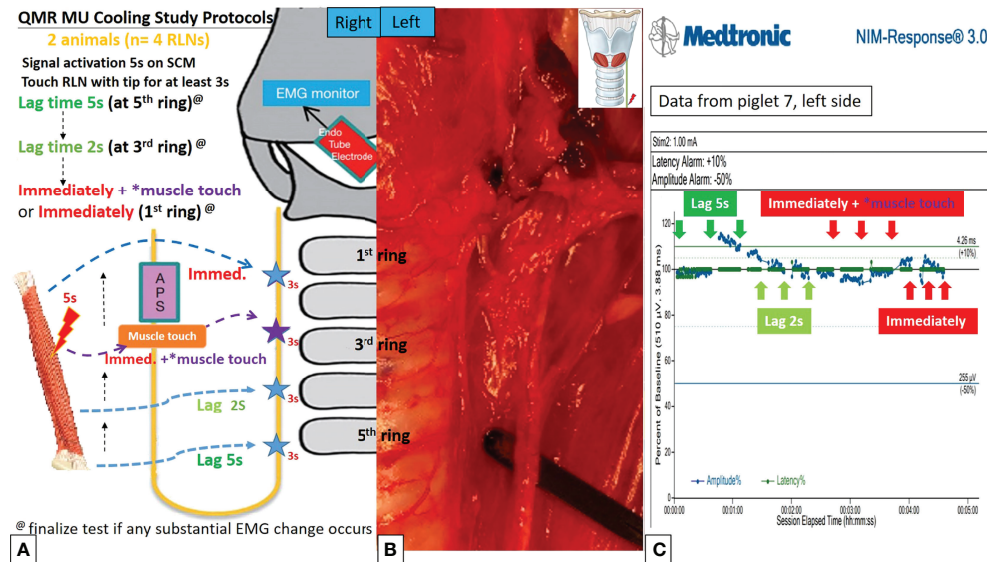 QMR MU Cooling Study Protocols
2 animals (n= 4 RLNs)
Signal activation 5s on SCM
Touch RLN with tip for at least 3s
Lag time 5s (at 5th ring)@
Lag time 2s (at 3rd ring) @
Immediately + *muscle touch
or Immediately (1st ring) @
EMG monitor
Endo
Tube
Electrode
1st ring
Immed.
3s
APS
5s
Muscle touch
3s
3rd ring
Immed. +*muscle touch
Lag 2S
3s
5th ring
Lag 5s
3s
@ finalize test if any substantial EMG change occurs
A
Right
Left
B
Medtronic
NIM-Response® 3.0
Data from piglet 7, left side
Stim2: 1.00 mA
Latency Alarm: +10%
Amplitude Alarm: -50%
Lag 5s
Immediately + *muscle touch
Lag 2s
Immediately
4.26 ms
(+10%)
255 µV
(-50%)
Percent of Baseline (510 µV, 3.88 ms)
120
100
80
60
40
20
0
Amplitude%
Latency%
00:00:00
00:01:00
00:02:00
00:03:00
00:04:00
00:05:00
Session Elapsed Time (hh:mm:ss)
C